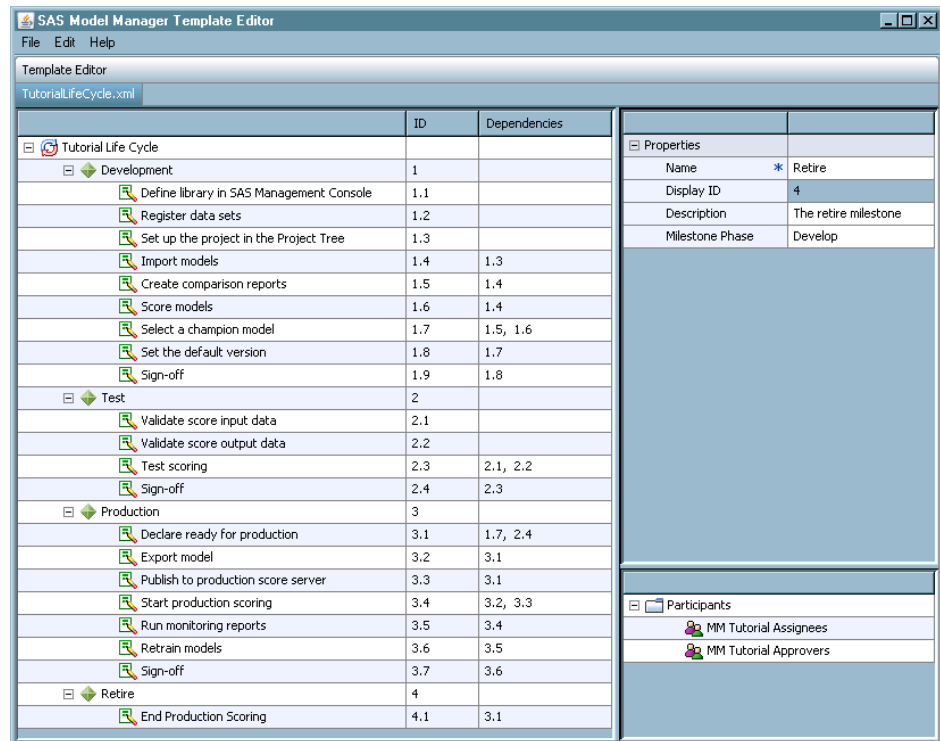 SAS Model Manager Template Editor
File Edit Help
Template Editor
TutorialLifeCycle.xml
ID Dependencies
Tutorial Life Cycle
Development 1
Define library in SAS Management Console 1.1
Register data sets 1.2
Set up the project in the Project Tree 1.3
Import models 1.4 1.3
Create comparison reports 1.5 1.4
Score models 1.6 1.4
Select a champion model 1.7 1.5, 1.6
Set the default version 1.8 1.7
Sign-off 1.9 1.8
Test 2
Validate score input data 2.1
Validate score output data 2.2
Test scoring 2.3 2.1, 2.2
Sign-off 2.4 2.3
Production 3
Declare ready for production 3.1 1.7, 2.4
Export model 3.2 3.1
Publish to production score server 3.3 3.1
Start production scoring 3.4 3.2, 3.3
Run monitoring reports 3.5 3.4
Retrain models 3.6 3.5
Sign-off 3.7 3.6
Retire 4
End Production Scoring 4.1 3.1
Properties
Name * Retire
Display ID 4
Description The retire milestone
Milestone Phase Develop
Participants
MM Tutorial Assignees
MM Tutorial Approvers